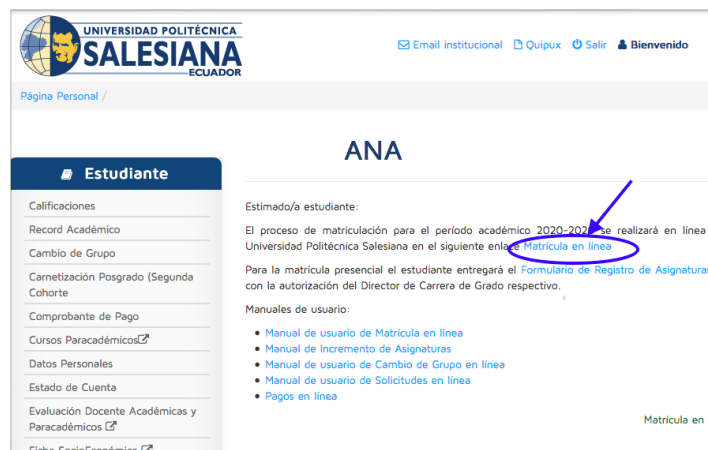 UNIVERSIDAD POLITÉCNICA
SALESIANA
ECUADOR
Email institucional Quipux Salir Bienvenido
Página Personal /
ANA
Estudiante
Calificaciones
Record Académico
Cambio de Grupo
Carnetización Posgrado (Segunda
Cohorte
Comprobante de Pago
Cursos Paracadémicos
Datos Personales
Estado de Cuenta
Evaluación Docente Académicas y
Paracadémicos
Ficha SocioEconómica
Estimado/a estudiante:
El proceso de matriculación para el período académico 2020-2020 se realizará en línea
Universidad Politécnica Salesiana en el siguiente enlace Matrícula en línea
Para la matrícula presencial el estudiante entregará el Formulario de Registro de Asignaturas
con la autorización del Director de Carrera de Grado respectivo.
Manuales de usuario:
Manual de usuario de Matrícula en línea
Manual de Incremento de Asignaturas
Manual de usuario de Cambio de Grupo en línea
Manual de usuario de Solicitudes en línea
Pagos en línea
Matrícula en